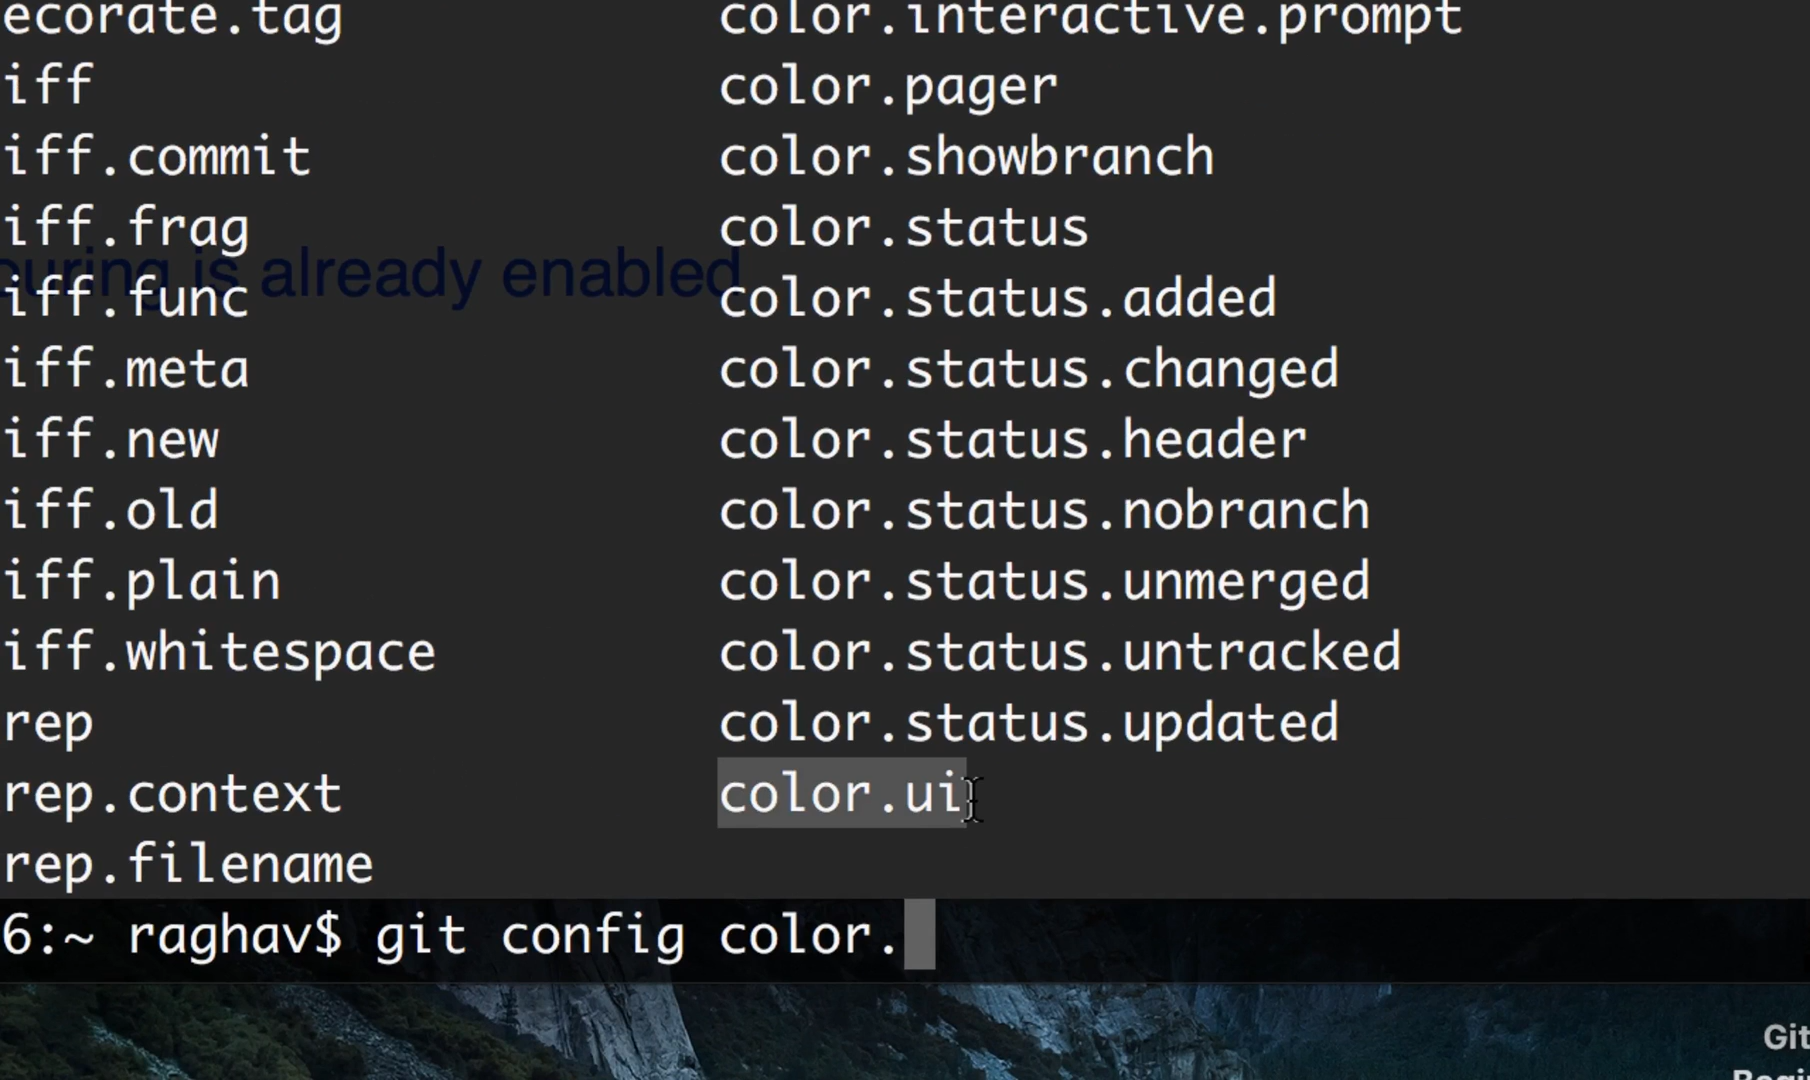 ecorate.tag color.interactive.prompt
iff color.pager
iff.commit color.showbranch
iff.frag color.status
ouring is already enabled
iff.func color.status.added
iff.meta color.status.changed
iff.new color.status.header
iff.old color.status.nobranch
iff.plain color.status.unmerged
iff.whitespace color.status.untracked
rep color.status.updated
rep.context color.ui
rep.filename
6:~ raghav$ git config color.
Git